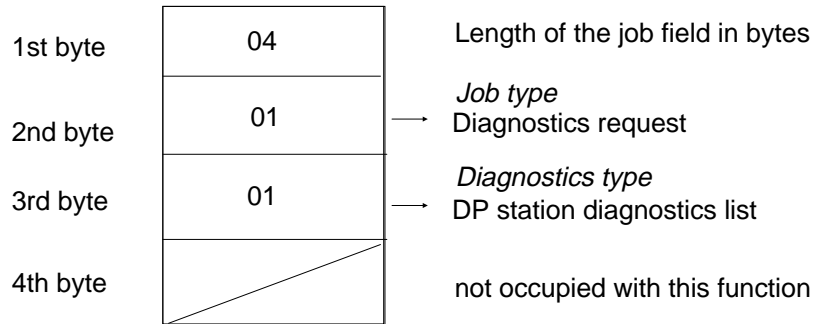 1st byte 04 Length of the job field in bytes
Job type
2nd byte 01 Diagnostics request
Diagnostics type
3rd byte 01 DP station diagnostics list
4th byte not occupied with this function